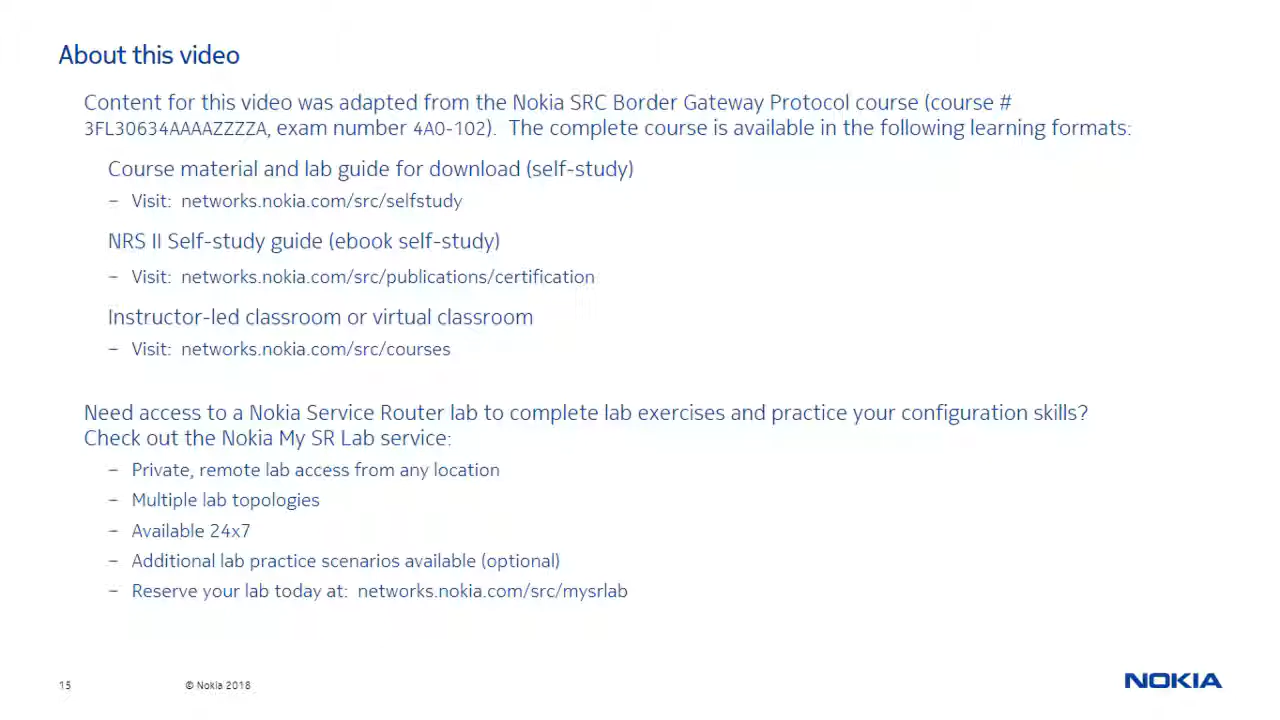 About this video
Content for this video was adapted from the Nokia SRC Border Gateway Protocol course (course #
3FL30634AAAAZZZZA, exam number 4A0-102).  The complete course is available in the following learning formats:
Course material and lab guide for download (self-study)
– Visit:  networks.nokia.com/src/selfstudy
NRS II Self-study guide (ebook self-study)
– Visit:  networks.nokia.com/src/publications/certification
Instructor-led classroom or virtual classroom
– Visit:  networks.nokia.com/src/courses
Need access to a Nokia Service Router lab to complete lab exercises and practice your configuration skills?
Check out the Nokia My SR Lab service:
– Private, remote lab access from any location
– Multiple lab topologies
– Available 24x7
– Additional lab practice scenarios available (optional)
– Reserve your lab today at:  networks.nokia.com/src/mysrlab
15 © Nokia 2018
NOKIA